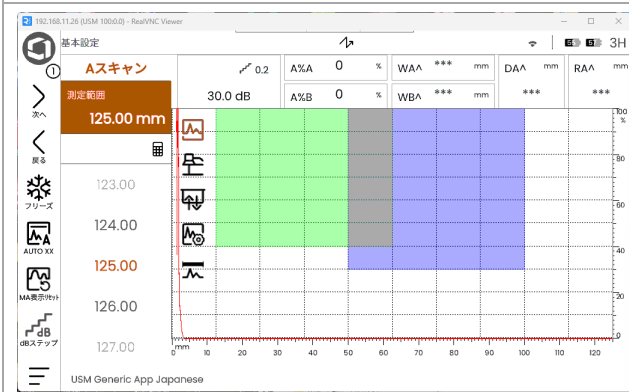 192.168.11.26 (USM 100:0.0) - RealVNC Viewer
基本設定
3H
1
Aスキャン
0.2
A%A 0 %
WA^ *** mm
DA^ mm
RA^ mm
測定範囲
125.00 mm
30.0 dB
A%B 0 %
WB^ *** mm
***
***
次へ
戻る
フリーズ
AUTO XX
MA表示リセット
dB
dBステップ
123.00
124.00
125.00
126.00
127.00
100
%
80
60
40
20
0
mm
0 10 20 30 40 50 60 70 80 90 100 110 120
USM Generic App Japanese